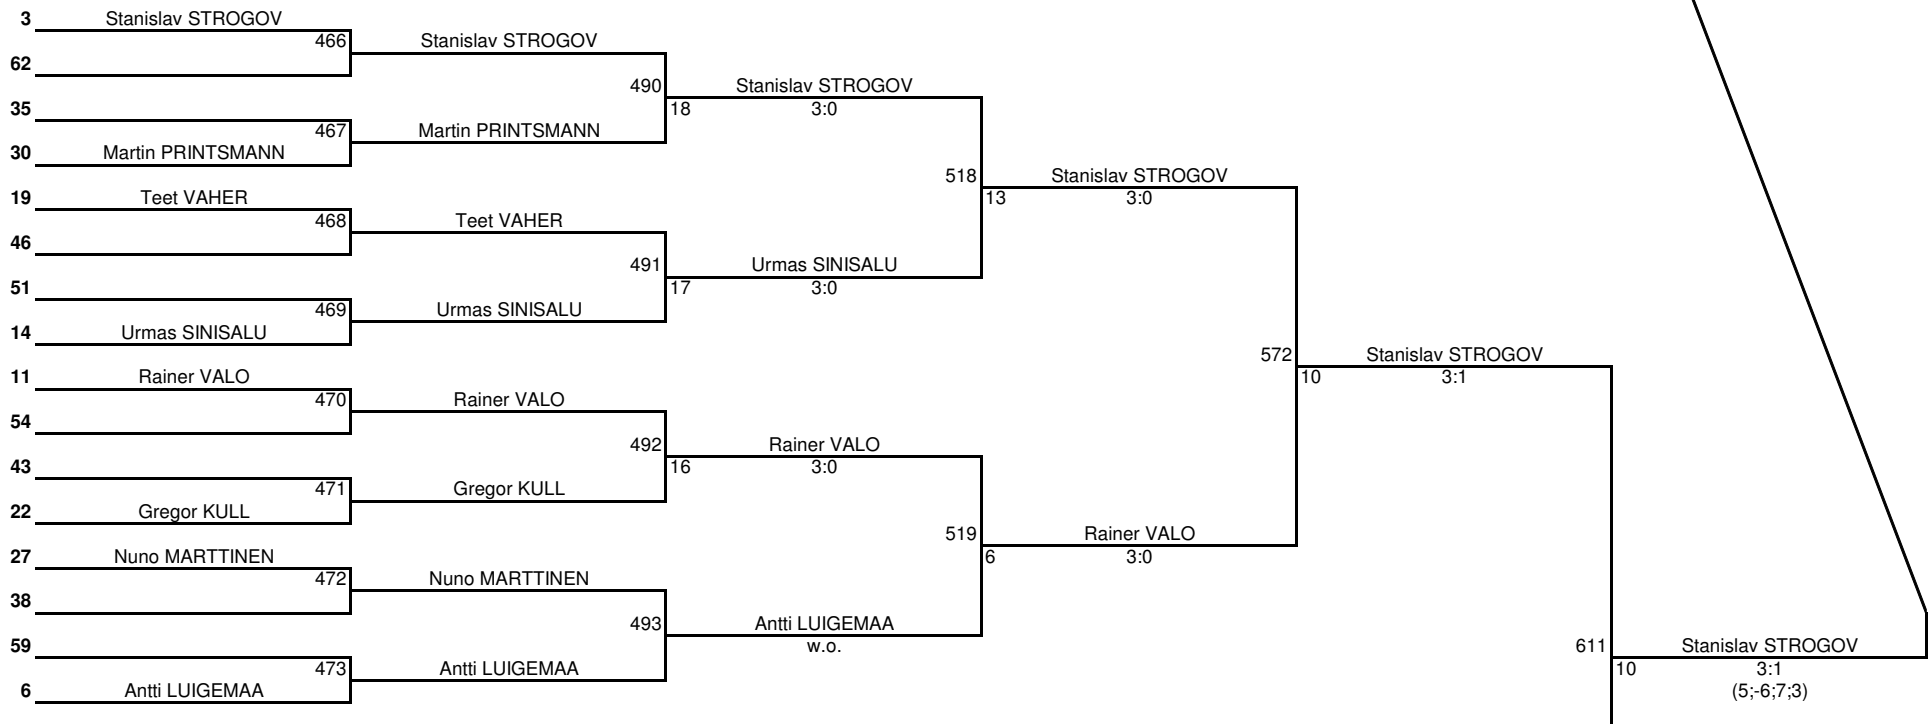 3 Stanislav STROGOV
466 Stanislav STROGOV
62
490 Stanislav STROGOV
35
18 3:0
467 Martin PRINTSMANN
30 Martin PRINTSMANN
518 Stanislav STROGOV
19 Teet VAHER
13 3:0
468 Teet VAHER
46
491 Urmas SINISALU
51
17 3:0
469 Urmas SINISALU
14 Urmas SINISALU
572 Stanislav STROGOV
11 Rainer VALO
10 3:1
470 Rainer VALO
54
492 Rainer VALO
43
16 3:0
471 Gregor KULL
22 Gregor KULL
519 Rainer VALO
27 Nuno MARTTINEN
6 3:0
472 Nuno MARTTINEN
38
493 Antti LUIGEMAA
59
w.o.
611 Stanislav STROGOV
473 Antti LUIGEMAA
10 3:1
6 Antti LUIGEMAA
(5;-6;7;3)